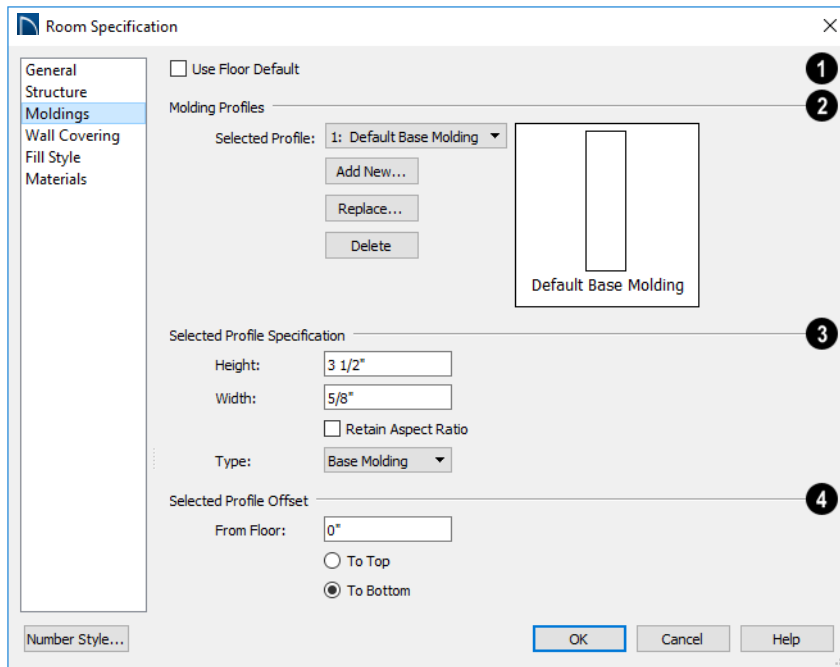 Room Specification
General
Structure
Moldings
Wall Covering
Fill Style
Materials
Use Floor Default
1
Molding Profiles
2
Selected Profile: 1: Default Base Molding
Add New...
Replace...
Delete
Default Base Molding
Selected Profile Specification
3
Height: 3 1/2"
Width: 5/8"
Retain Aspect Ratio
Type: Base Molding
Selected Profile Offset
4
From Floor: 0"
To Top
To Bottom
Number Style...
OK
Cancel
Help